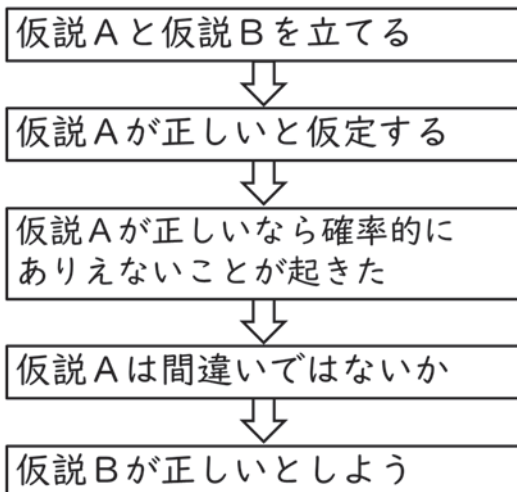 仮説Aと仮説Bを立てる
仮説Aが正しいと仮定する
仮説Aが正しいなら確率的に
ありえないことが起きた
仮説Aは間違いではないか
仮説Bが正しいとしよう